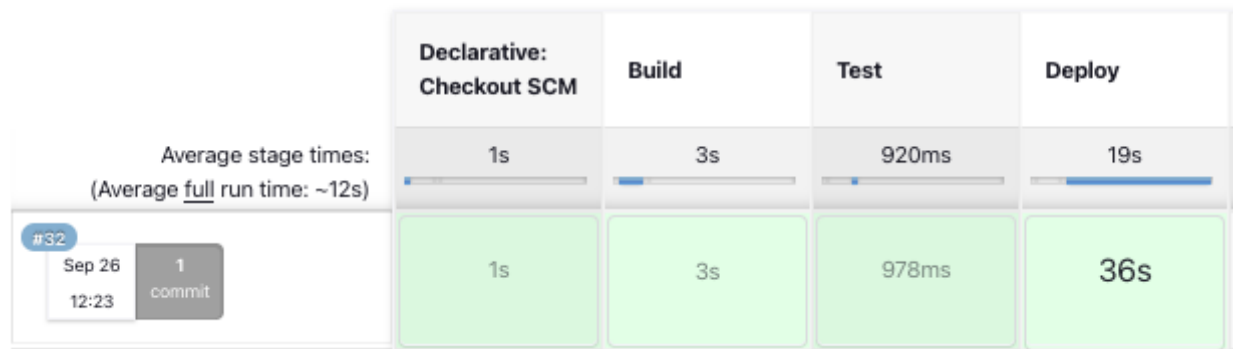 Declarative:
Checkout SCM
Build
Test
Deploy
Average stage times:
(Average full run time: ~12s)
1s
3s
920ms
19s
#32
Sep 26
12:23
1
commit
1s
3s
978ms
36s